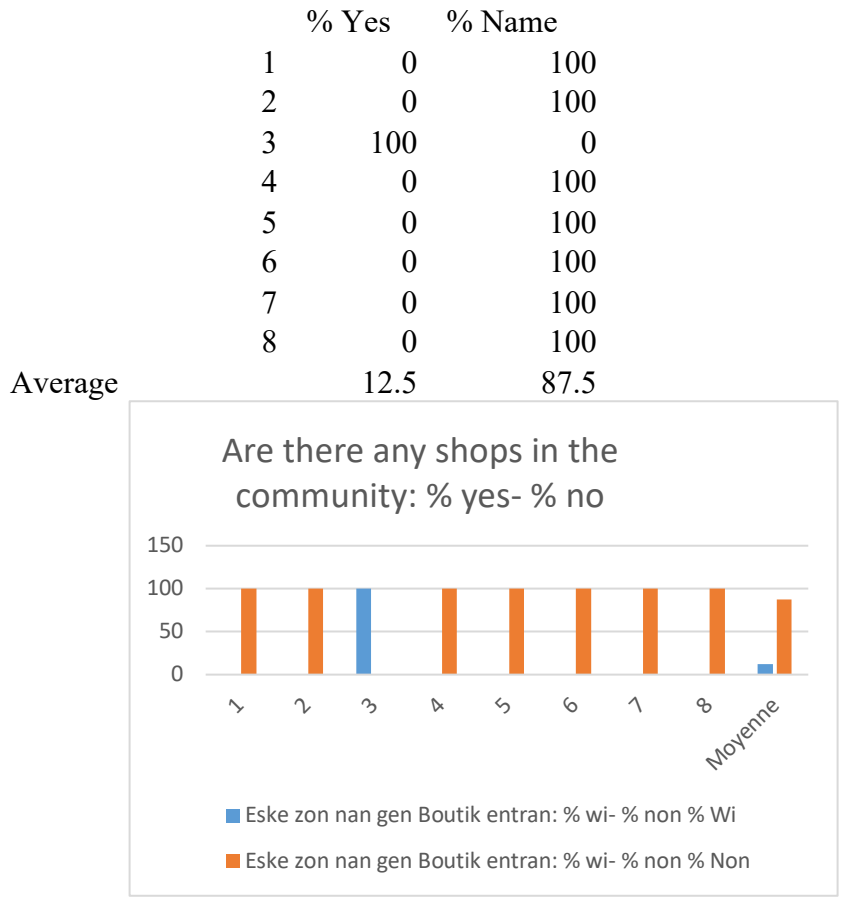 % Yes % Name
1 0 100
2 0 100
3 100 0
4 0 100
5 0 100
6 0 100
7 0 100
8 0 100
Average 12.5 87.5
Are there any shops in the
community: % yes- % no
150
100
50
0
1 2 3 4 5 6 7 8 Moyenne
Eske zon nan gen Boutik entran: % wi- % non % Wi
Eske zon nan gen Boutik entran: % wi- % non % Non